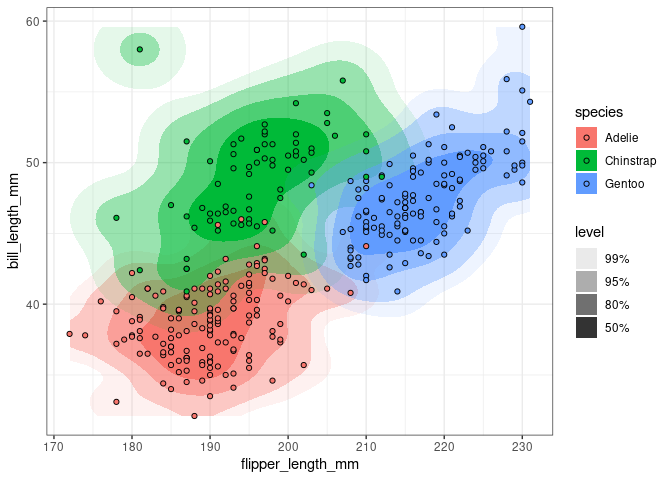 60
50
40
bill_length_mm
170 180 190 200 210 220 230
flipper_length_mm
species
Adelie
Chinstrap
Gentoo
level
99%
95%
80%
50%